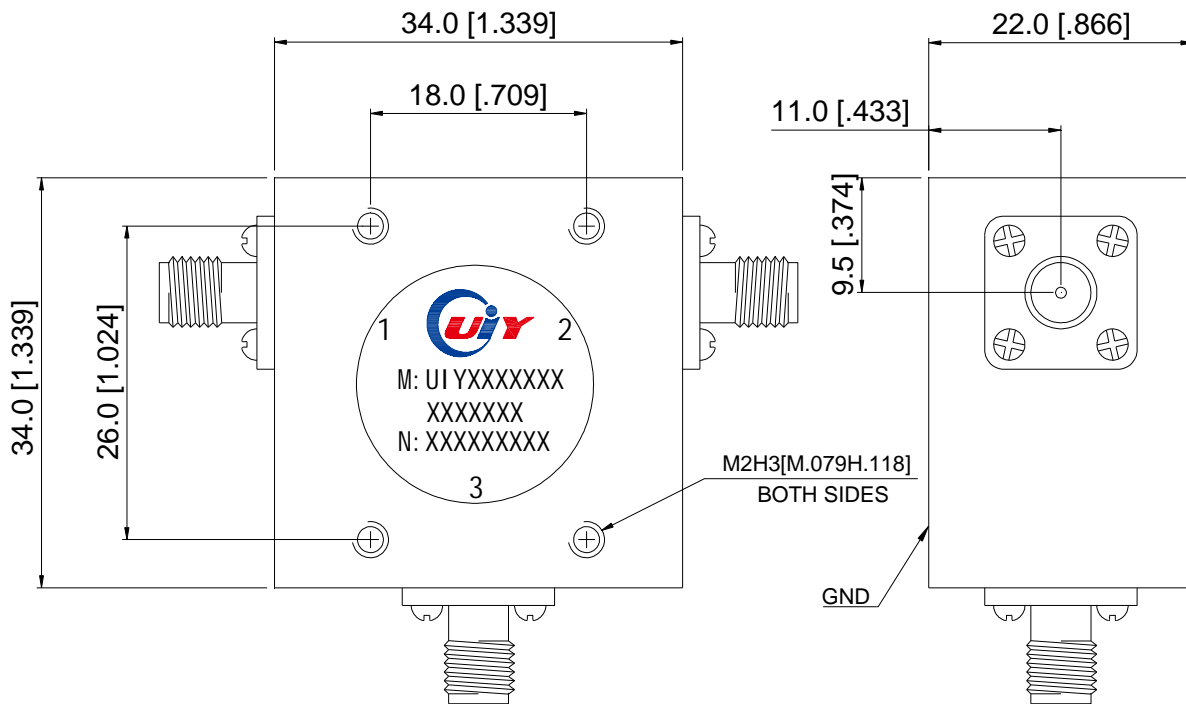 34.0 [1.339]
22.0 [.866]
18.0 [.709]
11.0 [.433]
9.5 [.374]
34.0 [1.339]
26.0 [1.024]
UiY
1
2
M: UIYXXXXXXX
XXXXXXX
N: XXXXXXXXX
3
M2H3[M.079H.118]
BOTH SIDES
GND